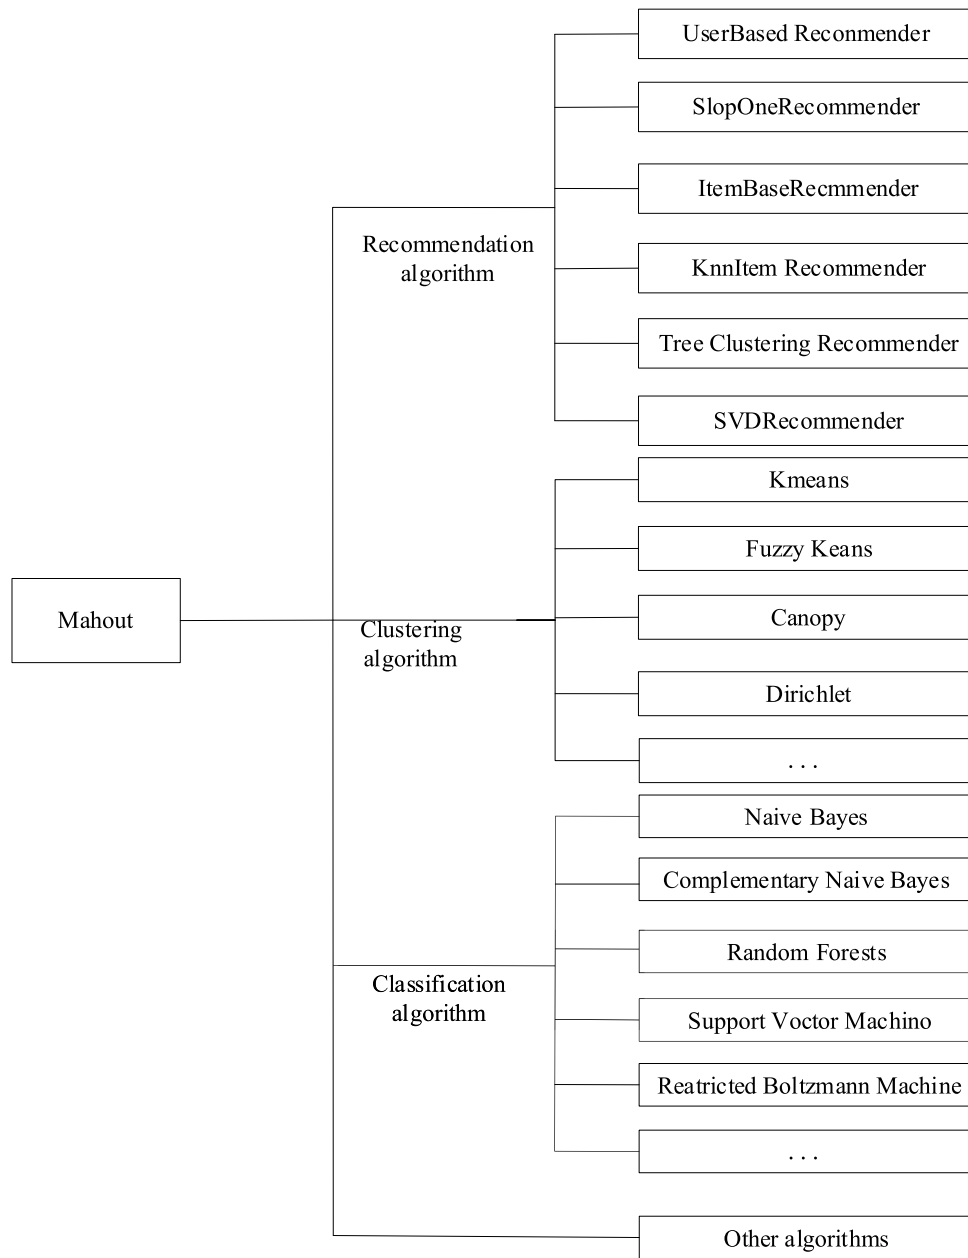 UserBased Reconmender
SlopOneRecommender
ItemBaseRecmmender
Recommendation
algorithm
KnnItem Recommender
Tree Clustering Recommender
SVDRecommender
Kmeans
Fuzzy Keans
Mahout
Clustering
algorithm
Canopy
Dirichlet
...
Naive Bayes
Complementary Naive Bayes
Random Forests
Classification
algorithm
Support Voctor Machino
Reatricted Boltzmann Machine
...
Other algorithms